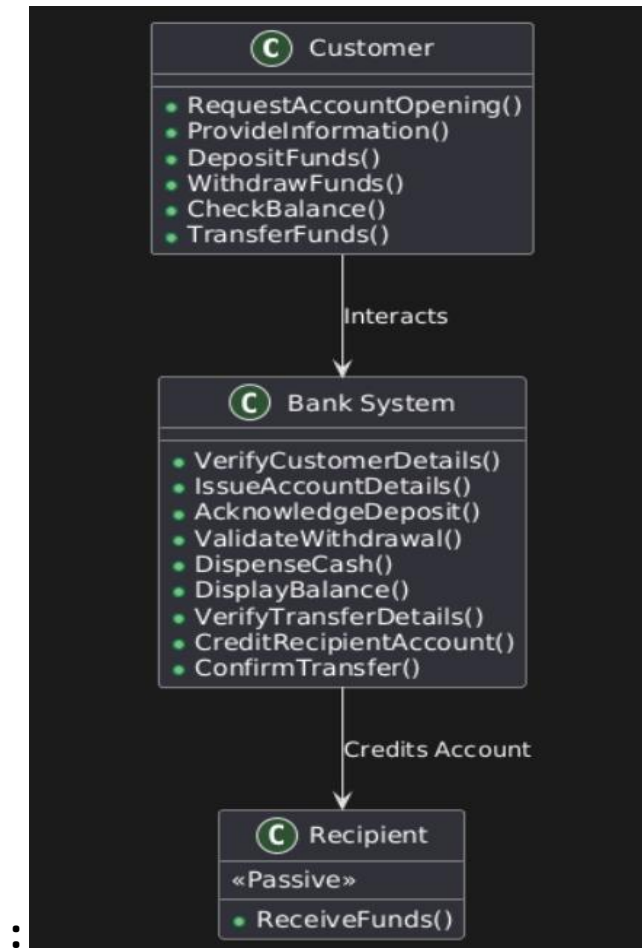 C Customer
RequestAccountOpening()
ProvideInformation()
DepositFunds()
WithdrawFunds()
CheckBalance()
TransferFunds()
Interacts
C Bank System
VerifyCustomerDetails()
IssueAccountDetails()
AcknowledgeDeposit()
ValidateWithdrawal()
DispenseCash()
DisplayBalance()
VerifyTransferDetails()
CreditRecipientAccount()
ConfirmTransfer()
Credits Account
C Recipient
«Passive»
ReceiveFunds()
: